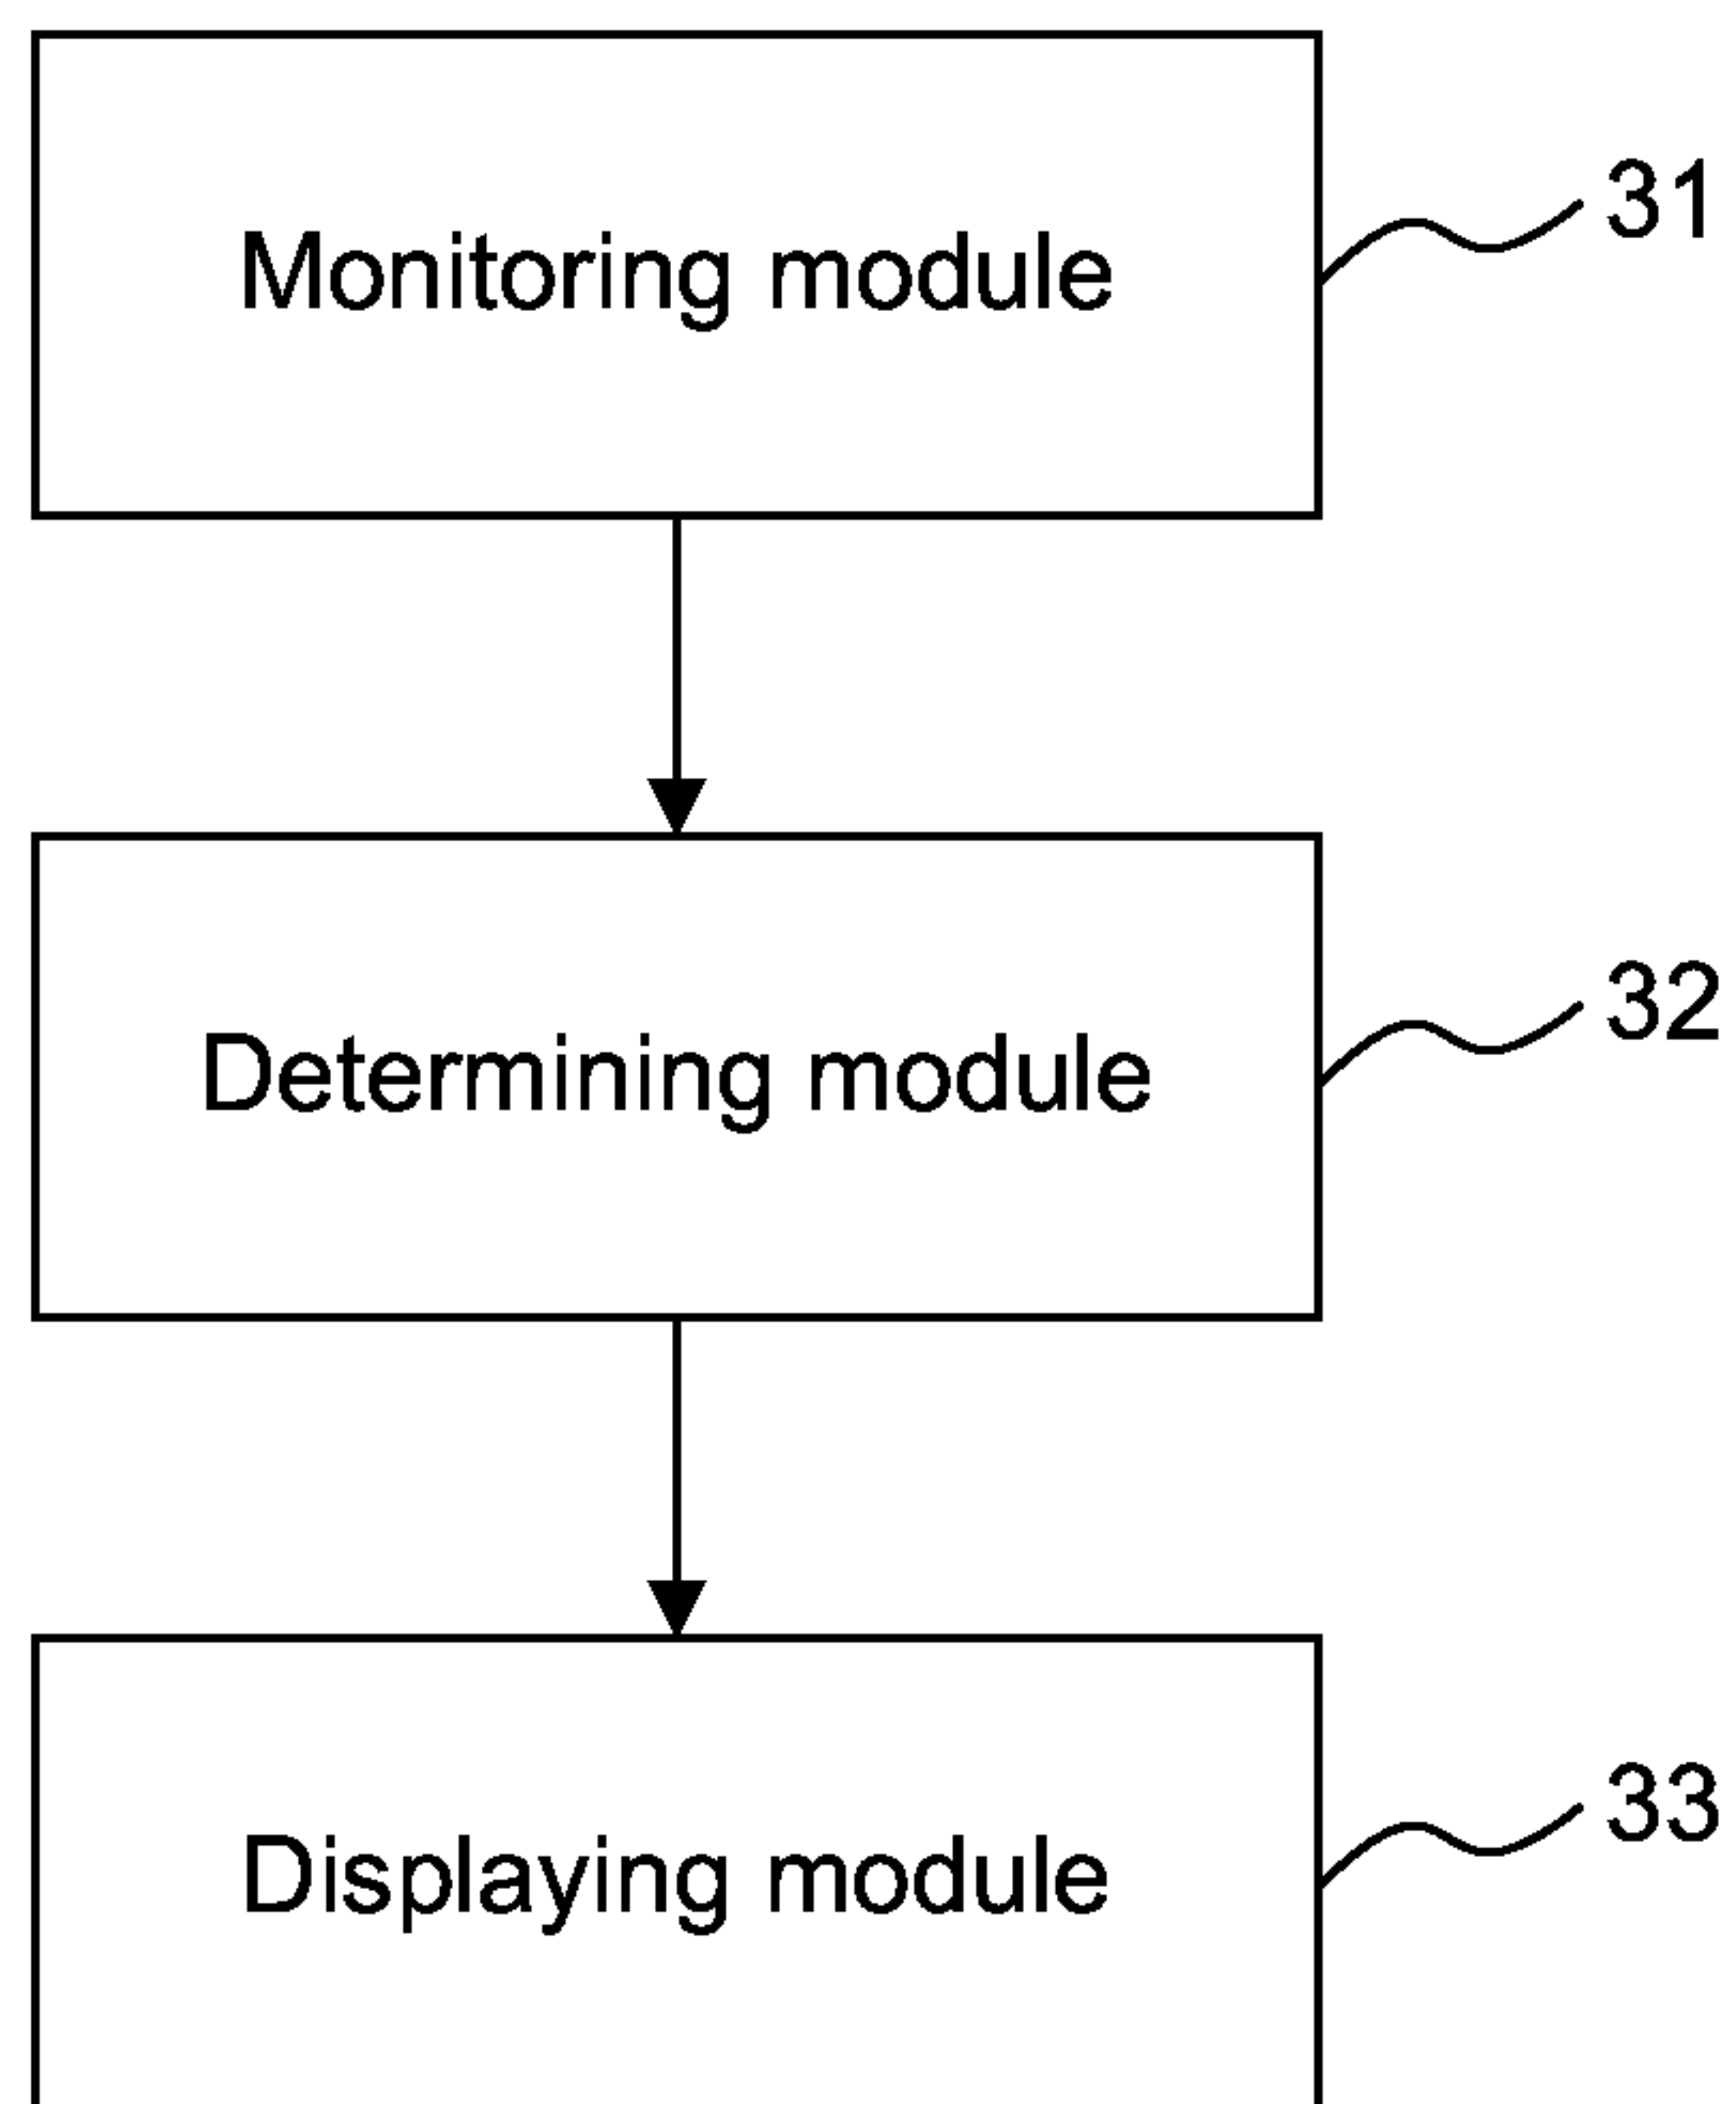 Monitoring module
31
Determining module
32
Displaying module
33